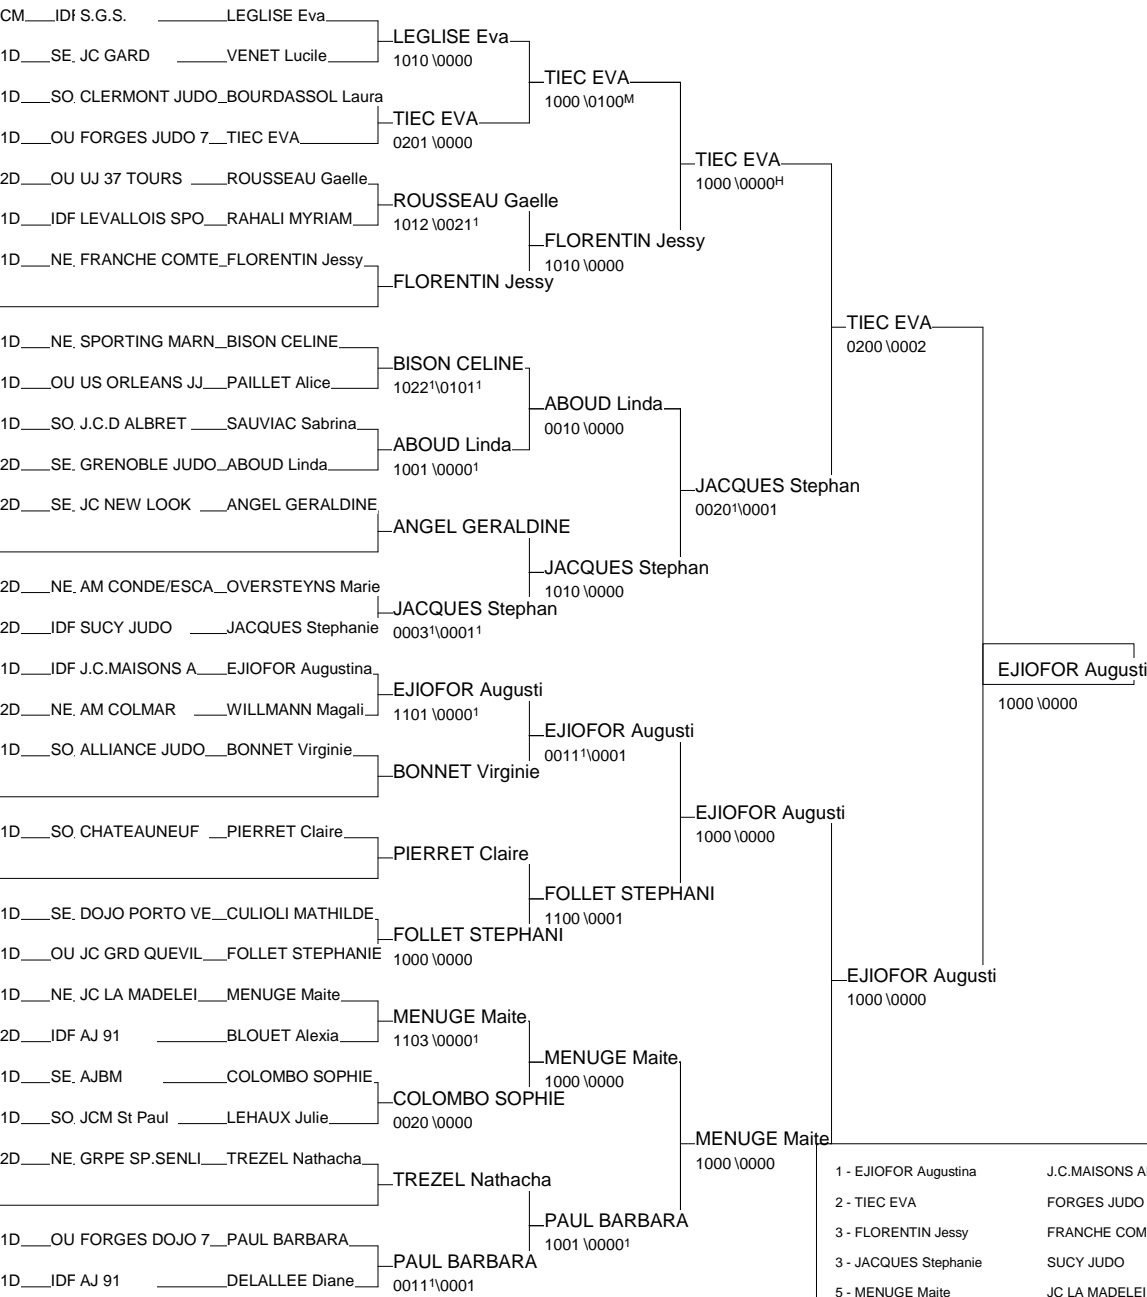 CM IDF S.G.S. LEGLISE Eva
LEGLISE Eva
1D SE JC GARD VENET Lucile
1010 \0000
TIEC EVA
1000 \0100M
1D SO CLERMONT JUDO BOURDASSOL Laura
TIEC EVA
1D OU FORGES JUDO 7 TIEC EVA
0201 \0000
TIEC EVA
1000 \0000H
2D OU UJ 37 TOURS ROUSSEAU Gaelle
ROUSSEAU Gaelle
1D IDF LEVALLOIS SPO RAHALI MYRIAM
1012 \00211
FLORENTIN Jessy
1010 \0000
1D NE FRANCHE COMTE FLORENTIN Jessy
FLORENTIN Jessy
TIEC EVA
0200 \0002
1D NE SPORTING MARN BISON CELINE
BISON CELINE
1D OU US ORLEANS JJ PAILLET Alice
10221\01011
ABOUD Linda
0010 \0000
1D SO J.C.D ALBRET SAUVIAC Sabrina
ABOUD Linda
2D SE GRENOBLE JUDO ABOUD Linda
1001 \00001
JACQUES Stephan
00201\0001
2D SE JC NEW LOOK ANGEL GERALDINE
ANGEL GERALDINE
JACQUES Stephan
1010 \0000
2D NE AM CONDE/ESCA OVERSTEYNS Marie
JACQUES Stephan
2D IDF SUCY JUDO JACQUES Stephanie
00031\00011
EJIOFOR Augusti
1000 \0000
1D IDF J.C.MAISONS A EJIOFOR Augustina
EJIOFOR Augusti
2D NE AM COLMAR WILLMANN Magali
1101 \00001
EJIOFOR Augusti
00111\0001
1D SO ALLIANCE JUDO BONNET Virginie
BONNET Virginie
EJIOFOR Augusti
1000 \0000
1D SO CHATEAUNEUF PIERRET Claire
PIERRET Claire
FOLLET STEPHANI
1100 \0001
1D SE DOJO PORTO VE CULIOLI MATHILDE
FOLLET STEPHANI
1D OU JC GRD QUEVIL FOLLET STEPHANIE
1000 \0000
EJIOFOR Augusti
1000 \0000
1D NE JC LA MADELEI MENUGE Maite
MENUGE Maite
2D IDF AJ 91 BLOUET Alexia
1103 \00001
MENUGE Maite
1000 \0000
1D SE AJBM COLOMBO SOPHIE
COLOMBO SOPHIE
1D SO JCM St Paul LEHAUX Julie
0020 \0000
MENUGE Maite
1000 \0000
2D NE GRPE SP.SENLI TREZEL Nathacha
TREZEL Nathacha
PAUL BARBARA
1001 \00001
1D OU FORGES DOJO 7 PAUL BARBARA
PAUL BARBARA
1D IDF AJ 91 DELALLEE Diane
00111\0001
1 - EJIOFOR Augustina J.C.MAISONS A
2 - TIEC EVA FORGES JUDO
3 - FLORENTIN Jessy FRANCHE COM
3 - JACQUES Stephanie SUCY JUDO
5 - MENUGE Maite JC LA MADELEI